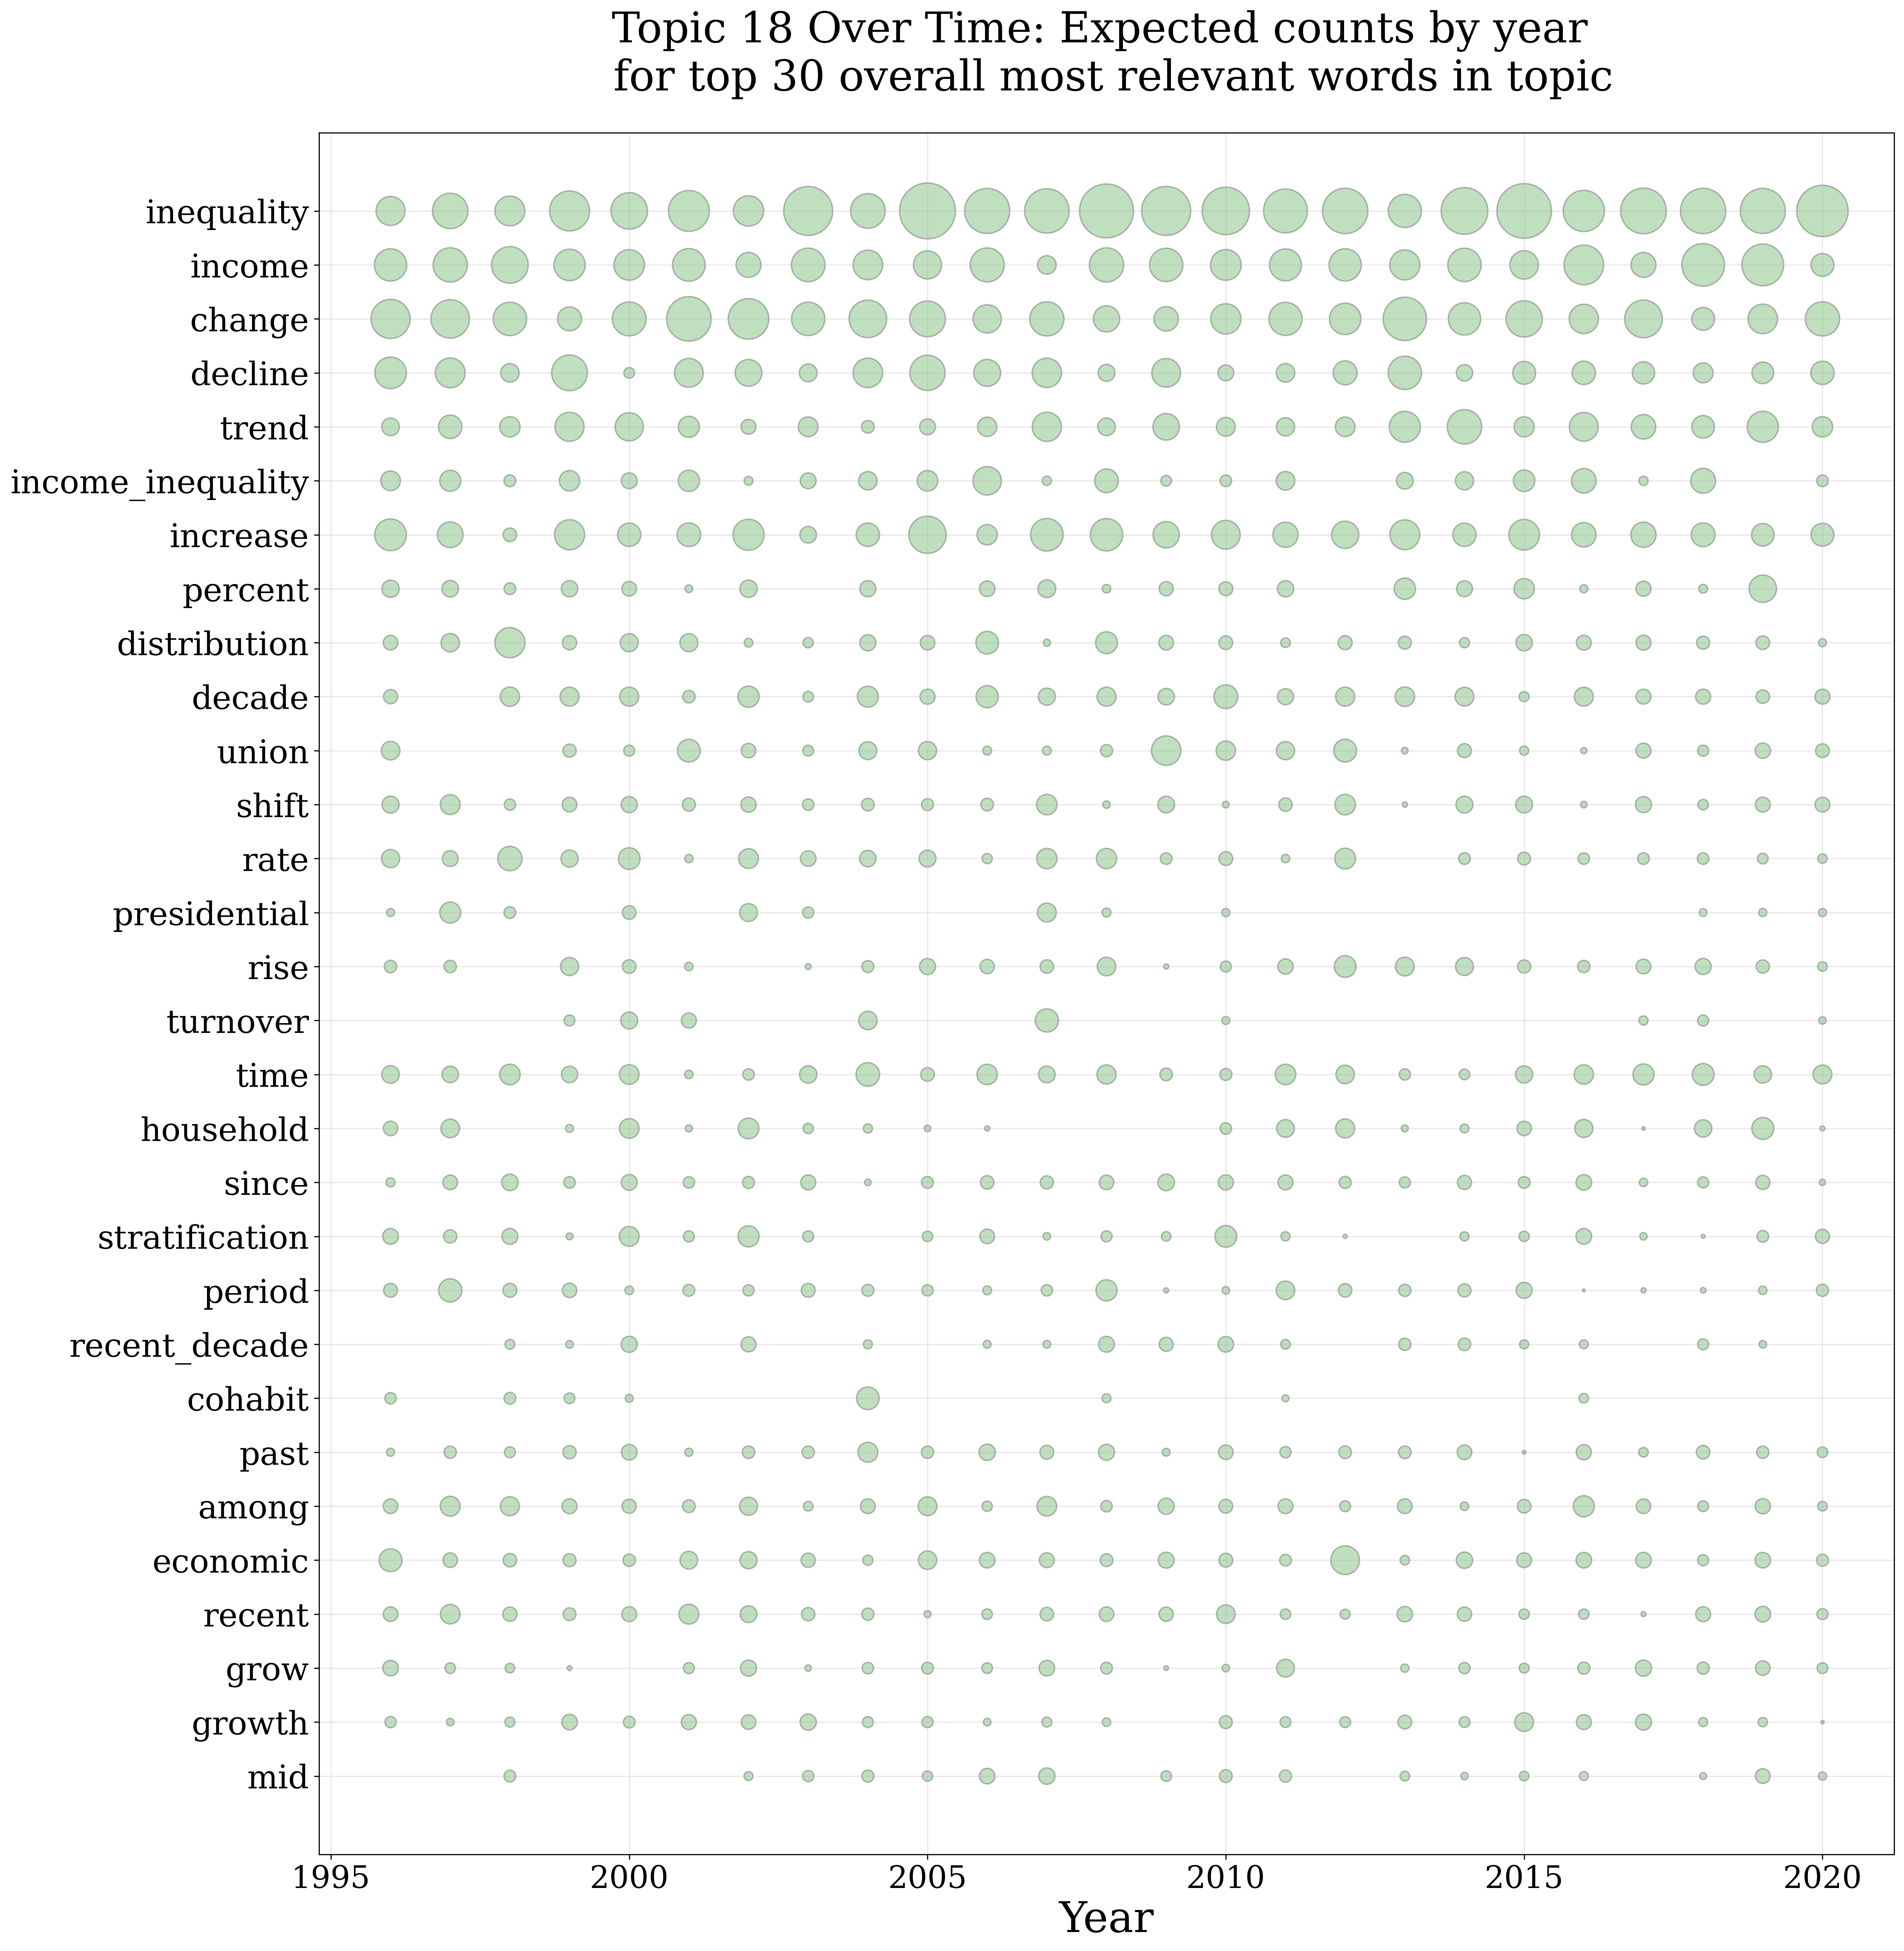 Topic 18 Over Time: Expected counts by year
for top 30 overall most relevant words in topic
inequality
income
change
decline
trend
income_inequality
increase
percent
distribution
decade
union
shift
rate
presidential
rise
turnover
time
household
since
stratification
period
recent_decade
cohabit
past
among
economic
recent
grow
growth
mid
1995 2000 2005 2010 2015 2020
Year